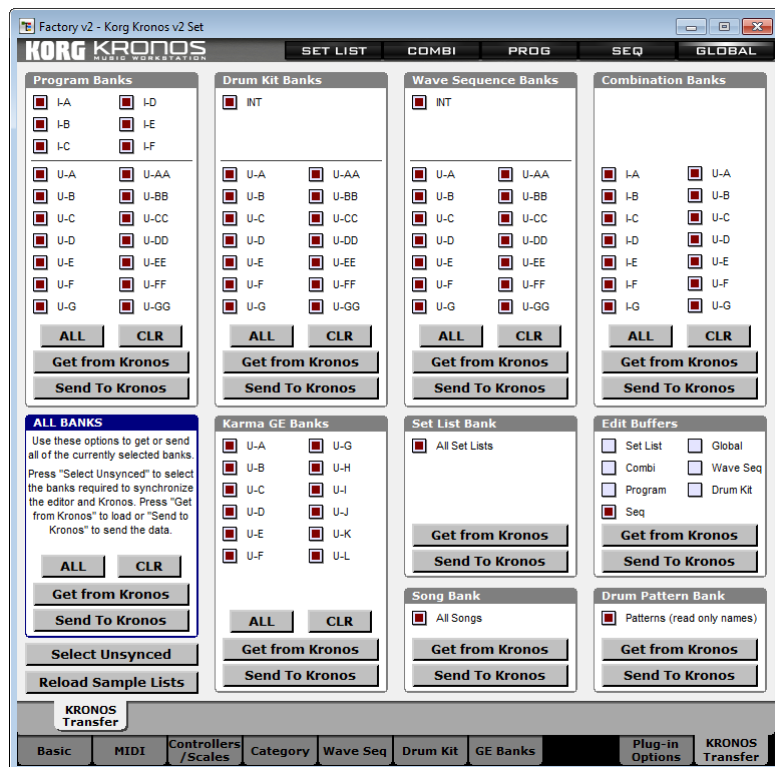 Factory v2 - Korg Kronos v2 Set
KORG KRONOS
MUSIC WORKSTATION
SET LIST COMBI PROG SEQ GLOBAL
Program Banks
I-A I-D
I-B I-E
I-C I-F
U-A U-AA
U-B U-BB
U-C U-CC
U-D U-DD
U-E U-EE
U-F U-FF
U-G U-GG
ALL CLR
Get from Kronos
Send To Kronos
Drum Kit Banks
INT
U-A U-AA
U-B U-BB
U-C U-CC
U-D U-DD
U-E U-EE
U-F U-FF
U-G U-GG
ALL CLR
Get from Kronos
Send To Kronos
Wave Sequence Banks
INT
U-A U-AA
U-B U-BB
U-C U-CC
U-D U-DD
U-E U-EE
U-F U-FF
U-G U-GG
ALL CLR
Get from Kronos
Send To Kronos
Combination Banks
I-A U-A
I-B U-B
I-C U-C
I-D U-D
I-E U-E
I-F U-F
I-G U-G
ALL CLR
Get from Kronos
Send To Kronos
ALL BANKS
Use these options to get or send
all of the currently selected banks.
Press "Select Unsynced" to select
the banks required to synchronize
the editor and Kronos. Press "Get
from Kronos" to load or "Send to
Kronos" to send the data.
ALL CLR
Get from Kronos
Send To Kronos
Select Unsynced
Reload Sample Lists
Karma GE Banks
U-A U-G
U-B U-H
U-C U-I
U-D U-J
U-E U-K
U-F U-L
ALL CLR
Get from Kronos
Send To Kronos
Set List Bank
All Set Lists
Get from Kronos
Send To Kronos
Edit Buffers
Set List Global
Combi Wave Seq
Program Drum Kit
Seq
Get from Kronos
Send To Kronos
Song Bank
All Songs
Get from Kronos
Send To Kronos
Drum Pattern Bank
Patterns (read only names)
Get from Kronos
Send To Kronos
KRONOS
Transfer
Basic MIDI Controllers
/Scales Category Wave Seq Drum Kit GE Banks Plug-in
Options KRONOS
Transfer